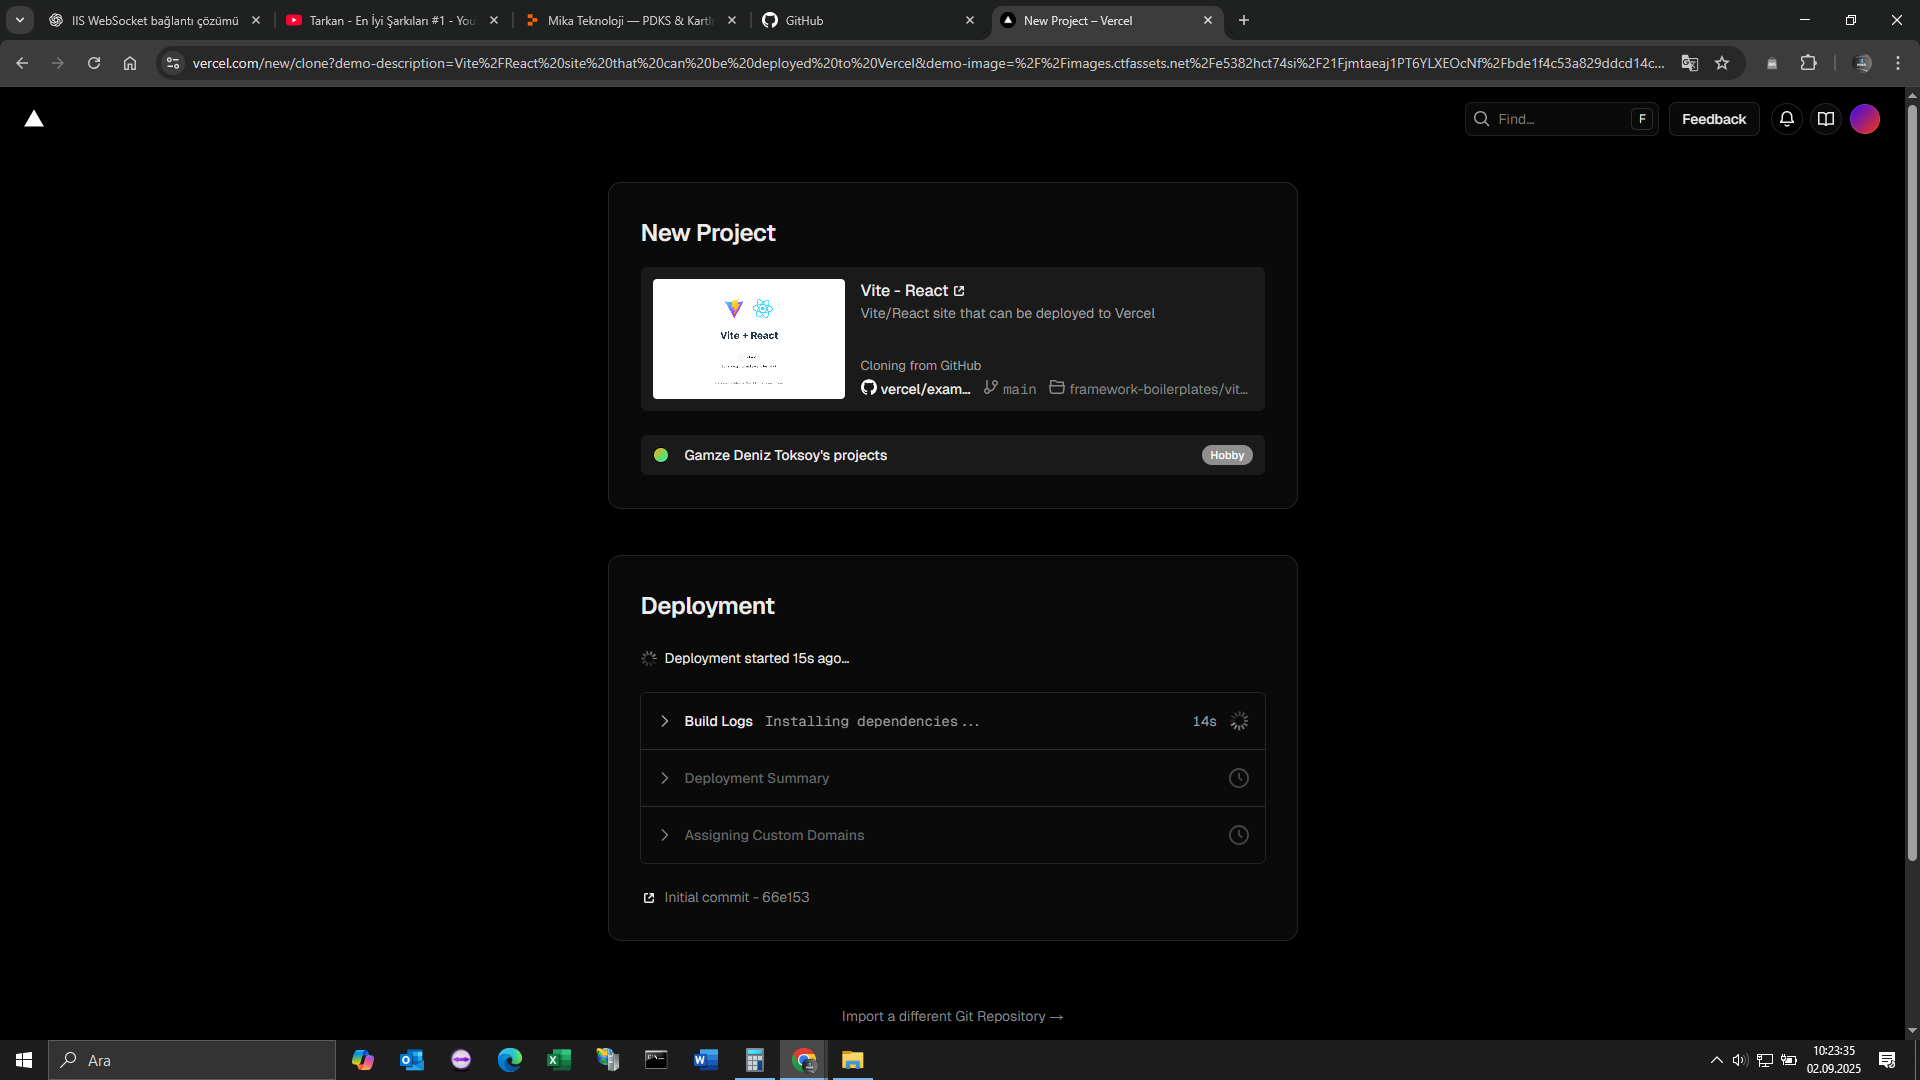 IIS WebSocket bağlantı çözümü
Tarkan - En İyi Şarkıları #1 - You
Mika Teknoloji — PDKS & Kartlı
GitHub
New Project – Vercel
vercel.com/new/clone?demo-description=Vite%2FReact%20site%20that%20can%20be%20deployed%20to%20Vercel&demo-image=%2F%2Fimages.ctfassets.net%2Fe5382hct74si%2F21Fjmtaeaj1PT6YLXEOcNf%2Fbde1f4c53a829ddcd14c...
Find...
F
Feedback
New Project
Vite + React
Vite - React
Vite/React site that can be deployed to Vercel
Cloning from GitHub
vercel/exam... main framework-boilerplates/vit...
Gamze Deniz Toksoy's projects
Hobby
Deployment
Deployment started 15s ago...
Build Logs Installing dependencies...
14s
Deployment Summary
Assigning Custom Domains
Initial commit - 66e153
Import a different Git Repository →
Ara
10:23:35
02.09.2025